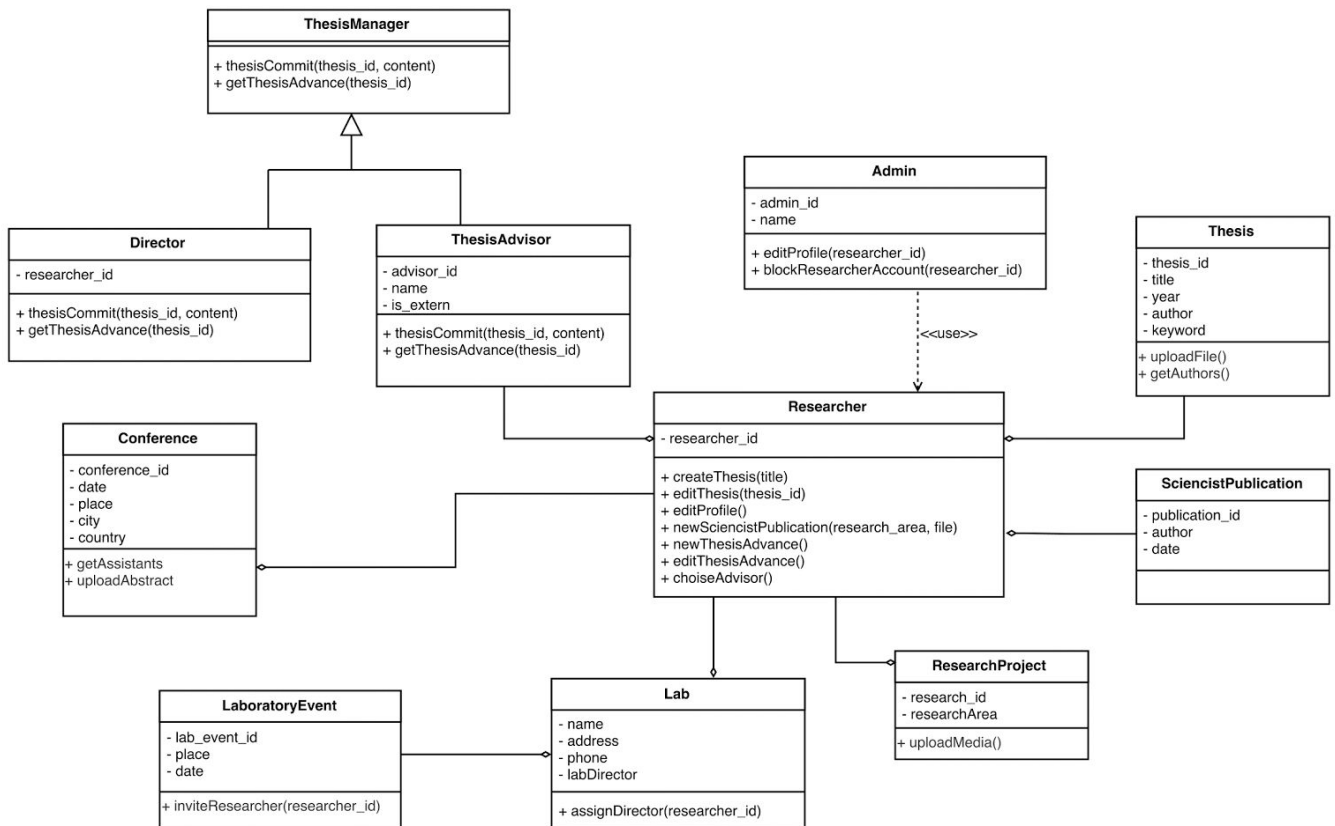 ThesisManager
+ thesisCommit(thesis_id, content)
+ getThesisAdvance(thesis_id)
Director
- researcher_id
+ thesisCommit(thesis_id, content)
+ getThesisAdvance(thesis_id)
ThesisAdvisor
- advisor_id
- name
- is_extern
+ thesisCommit(thesis_id, content)
+ getThesisAdvance(thesis_id)
Admin
- admin_id
- name
+ editProfile(researcher_id)
+ blockResearcherAccount(researcher_id)
<<use>>
Thesis
- thesis_id
- title
- year
- author
- keyword
+ uploadFile()
+ getAuthors()
Conference
- conference_id
- date
- place
- city
- country
+ getAssistants
+ uploadAbstract
Researcher
- researcher_id
+ createThesis(title)
+ editThesis(thesis_id)
+ editProfile()
+ newSciencistPublication(research_area, file)
+ newThesisAdvance()
+ editThesisAdvance()
+ choiseAdvisor()
SciencistPublication
- publication_id
- author
- date
LaboratoryEvent
- lab_event_id
- place
- date
+ inviteResearcher(researcher_id)
Lab
- name
- address
- phone
- labDirector
+ assignDirector(researcher_id)
ResearchProject
- research_id
- researchArea
+ uploadMedia()